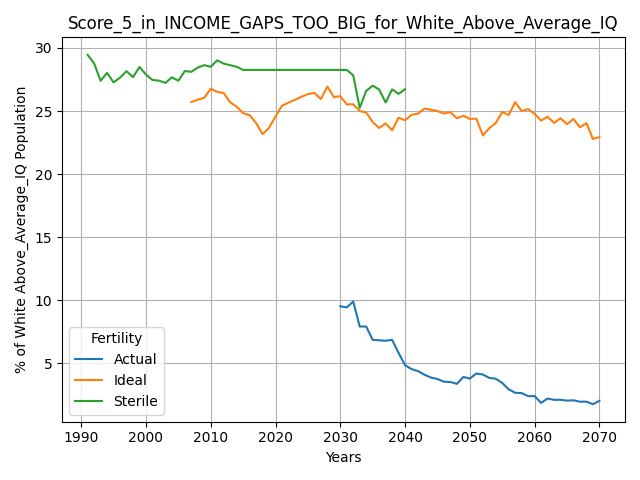 Score_5_in_INCOME_GAPS_TOO_BIG_for_White_Above_Average_IQ
% of White Above_Average_IQ Population
30
25
20
15
10
5
Fertility
Actual
Ideal
Sterile
1990 2000 2010 2020 2030 2040 2050 2060 2070
Years